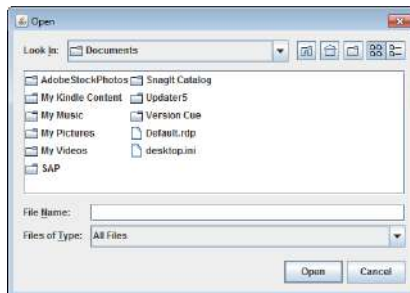 Open
Look In: Documents
AdobeStockPhotos SnagIt Catalog
My Kindle Content Updater5
My Music Version Cue
My Pictures Default.rdp
My Videos desktop.ini
SAP
File Name:
Files of Type: All Files
Open Cancel